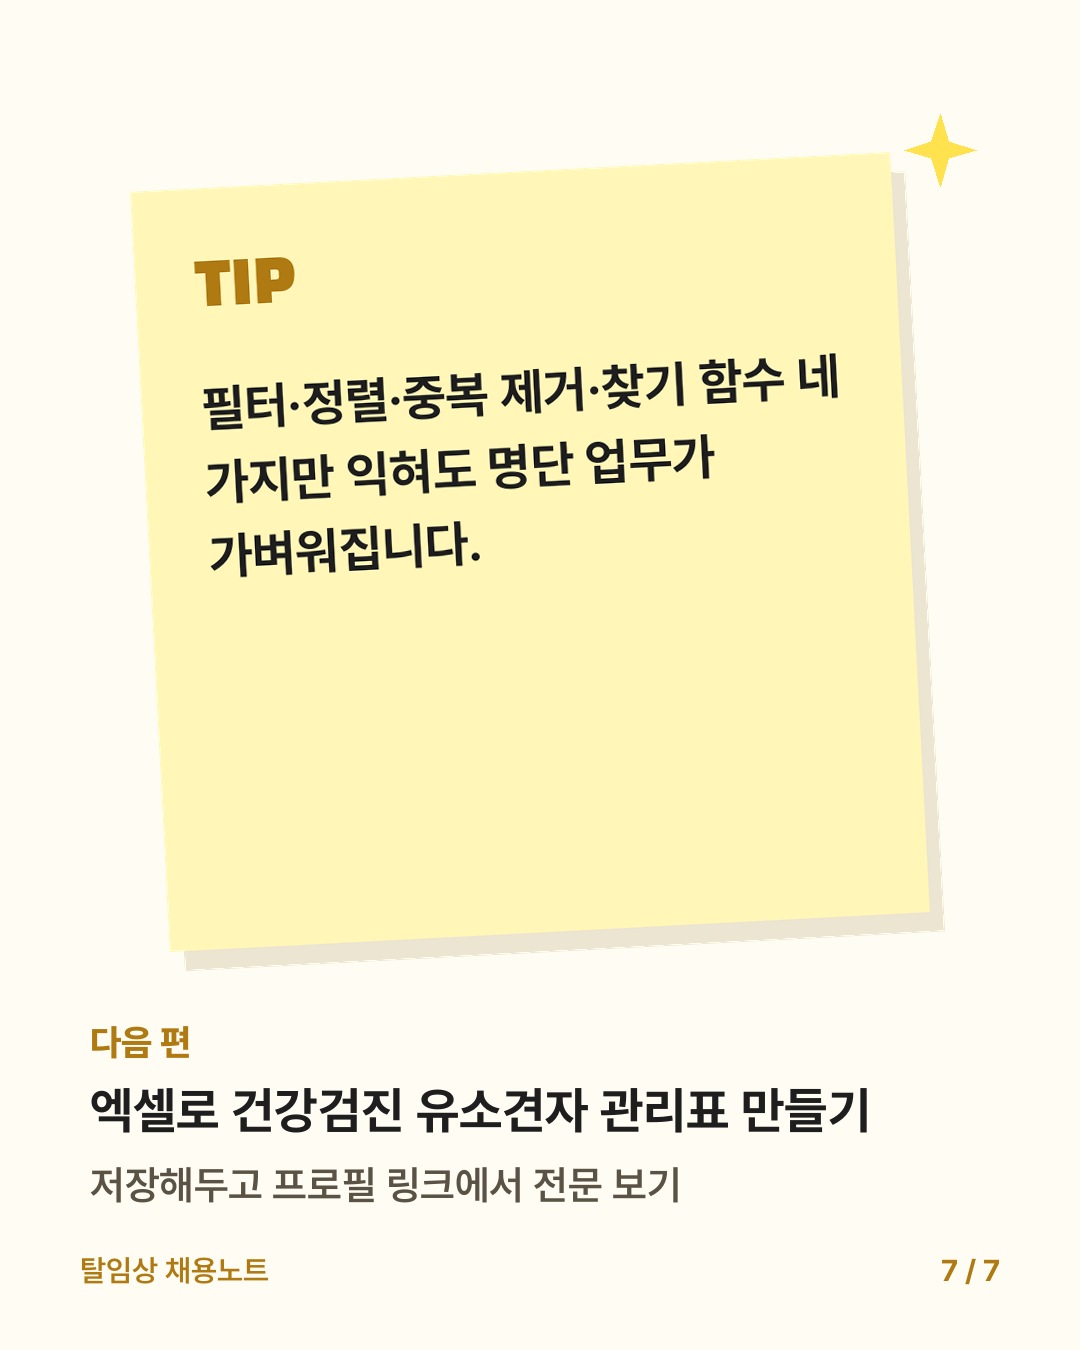 TIP
필터·정렬·중복 제거·찾기 함수 네
가지만 익혀도 명단 업무가
가벼워집니다.
다음 편
엑셀로 건강검진 유소견자 관리표 만들기
저장해두고 프로필 링크에서 전문 보기
탈임상 채용노트
7 / 7